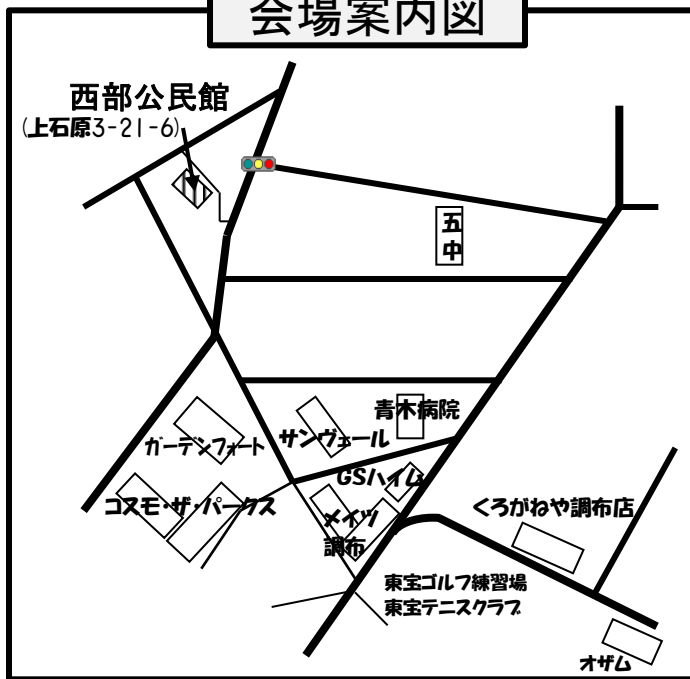 会場案内図
西部公民館
(上石原3-21-6)
五中
青木病院
ガーデンフォート
サンヴェール
GSハイム
コスモ・ザ・パークス
メイツ
調布
くろがねや調布店
東宝ゴルフ練習場
東宝テニスクラブ
オザム